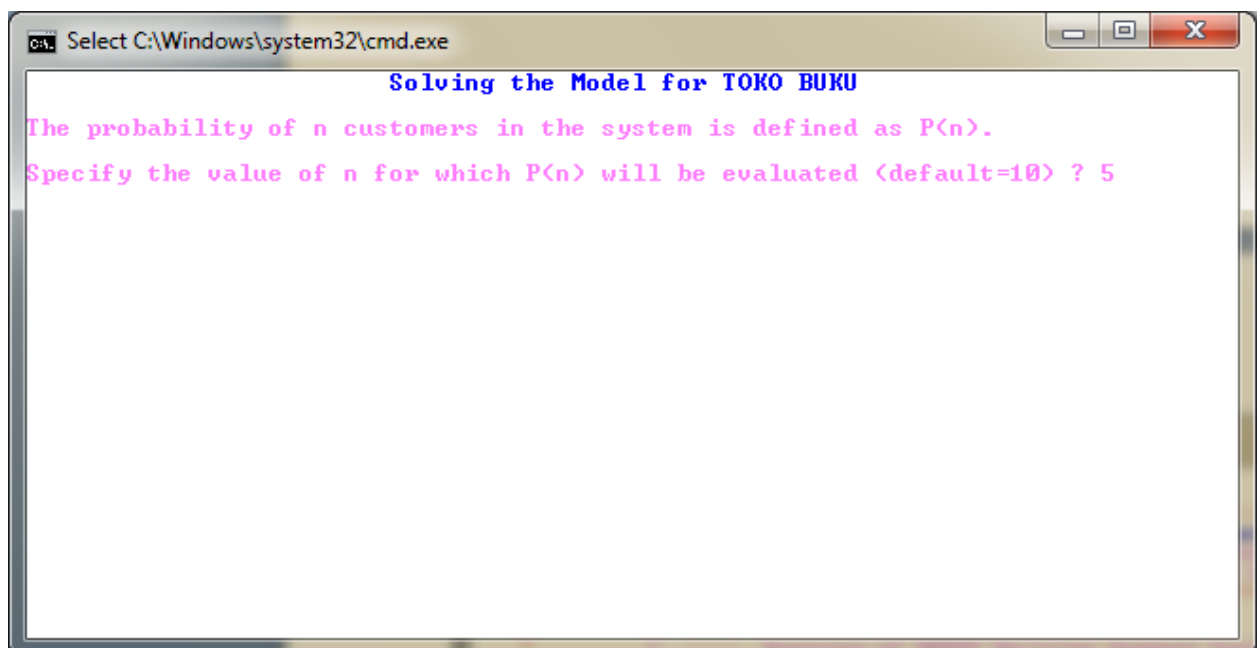 Select C:\Windows\system32\cmd.exe
Solving the Model for TOKO BUKU
The probability of n customers in the system is defined as P(n).
Specify the value of n for which P(n) will be evaluated (default=10) ? 5